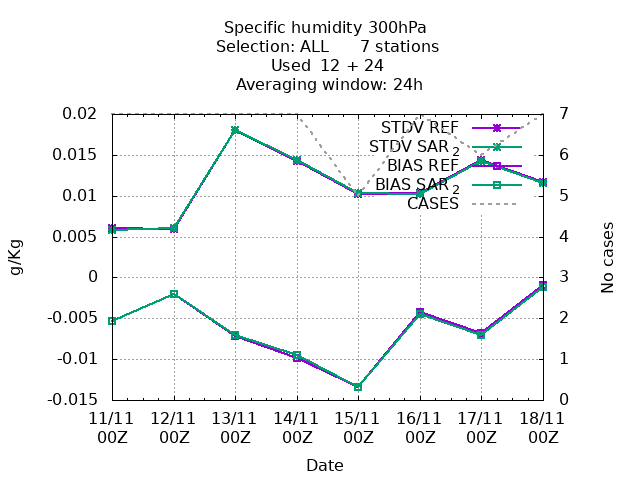 Specific humidity 300hPa
Selection: ALL 7 stations
Used 12 + 24
Averaging window: 24h
STDV REF
STDV SAR2
BIAS REF
BIAS SAR2
CASES
g/Kg
0.02
0.015
0.01
0.005
0
-0.005
-0.01
-0.015
7
6
5
4
3
2
1
0
No cases
11/11 12/11 13/11 14/11 15/11 16/11 17/11 18/11
00Z 00Z 00Z 00Z 00Z 00Z 00Z 00Z
Date